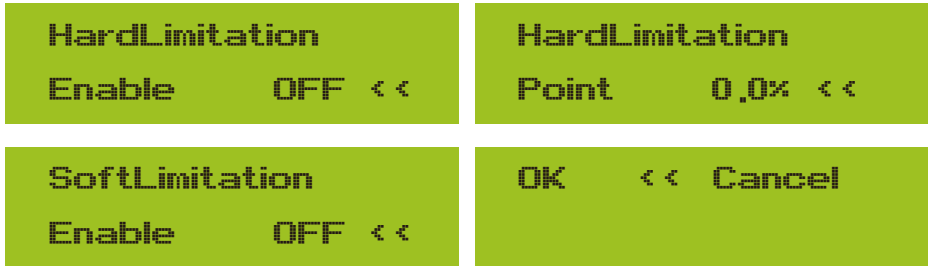 HardLimitation
Enable OFF <<
HardLimitation
Point 0.0% <<
SoftLimitation
Enable OFF <<
OK << Cancel